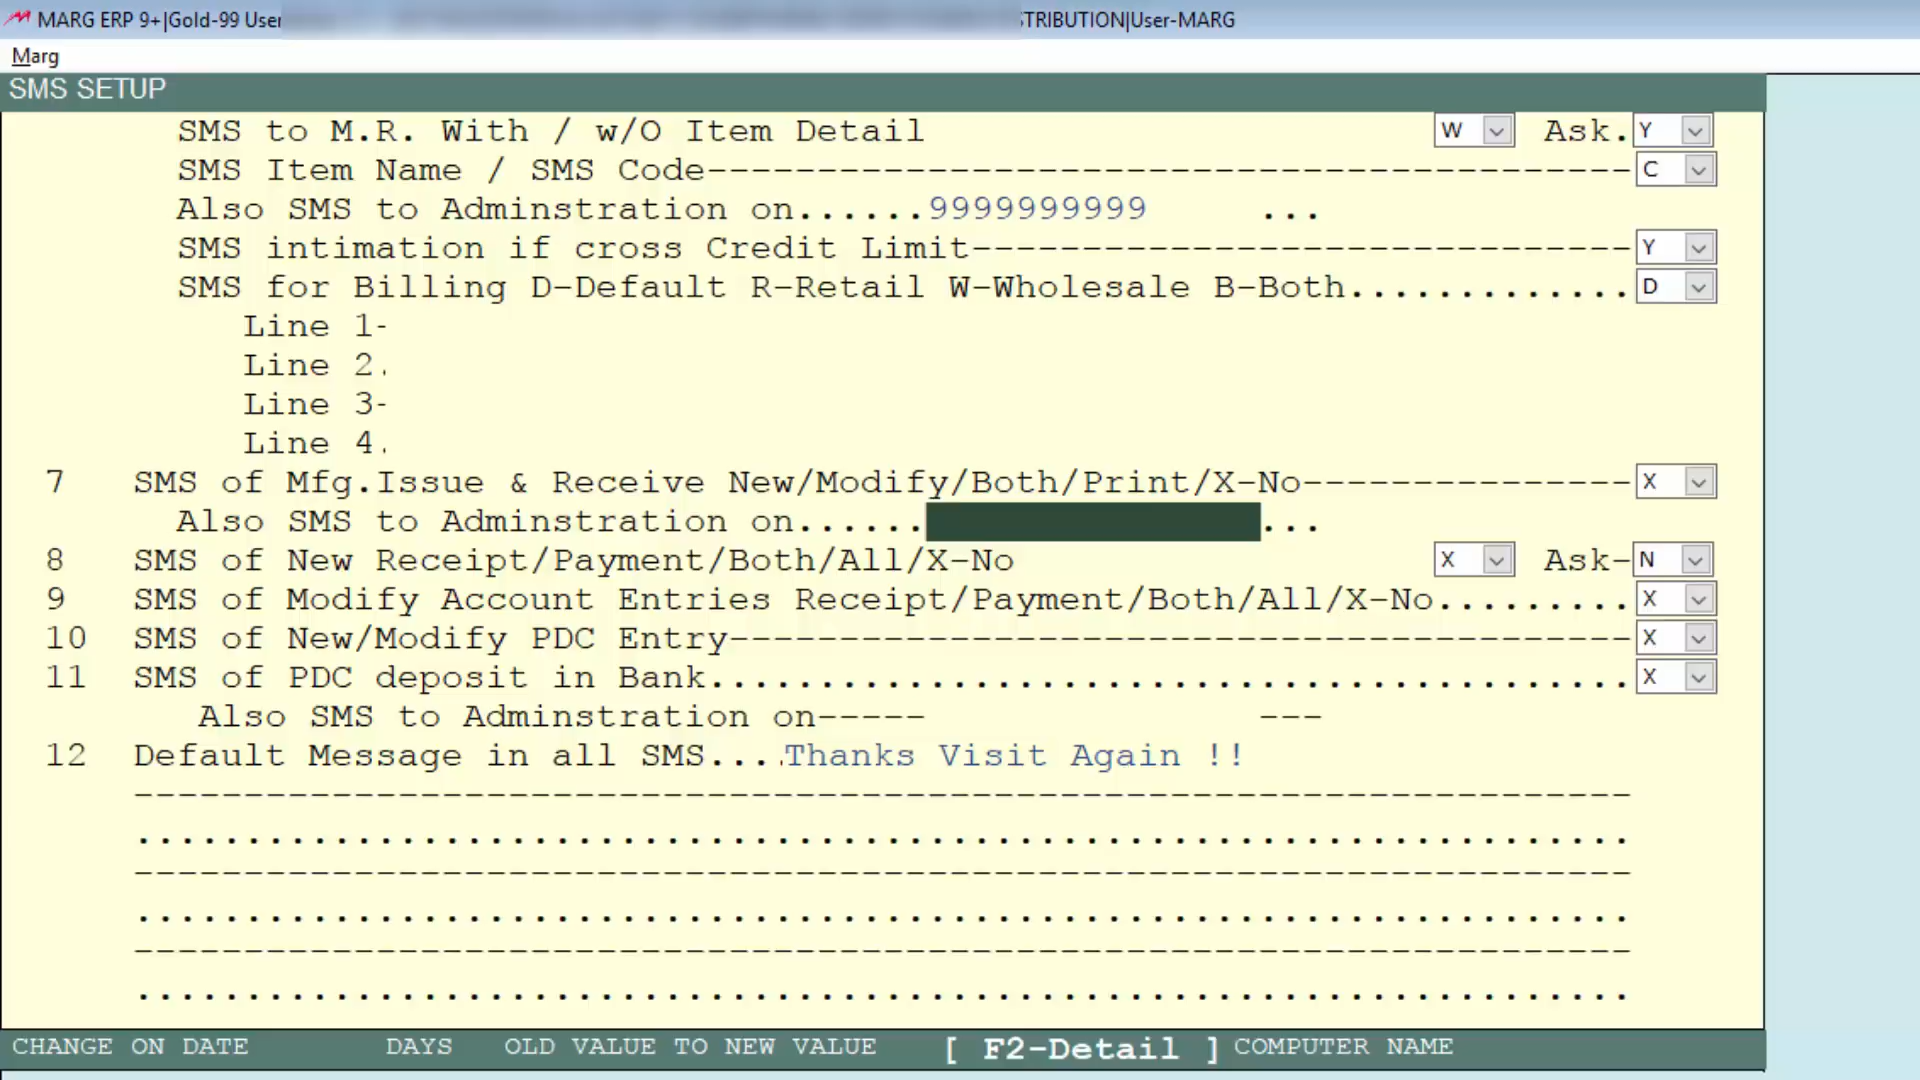 MARG ERP 9+|Gold-99 User TRIBUTION|User-MARG
Marg
SMS SETUP
SMS to M.R. With / w/O Item Detail W Ask.Y
SMS Item Name / SMS Code------------------------------------------C
Also SMS to Adminstration on......9999999999 ...
SMS intimation if cross Credit Limit------------------------------Y
SMS for Billing D-Default R-Retail W-Wholesale B-Both.............D
Line 1-
Line 2.
Line 3-
Line 4.
7 SMS of Mfg.Issue & Receive New/Modify/Both/Print/X-No---------------X
Also SMS to Adminstration on...... ...
8 SMS of New Receipt/Payment/Both/All/X-No X Ask-N
9 SMS of Modify Account Entries Receipt/Payment/Both/All/X-No.........X
10 SMS of New/Modify PDC Entry-----------------------------------------X
11 SMS of PDC deposit in Bank..........................................X
Also SMS to Adminstration on----- ---
12 Default Message in all SMS....Thanks Visit Again !!
CHANGE ON DATE DAYS OLD VALUE TO NEW VALUE [ F2-Detail ] COMPUTER NAME